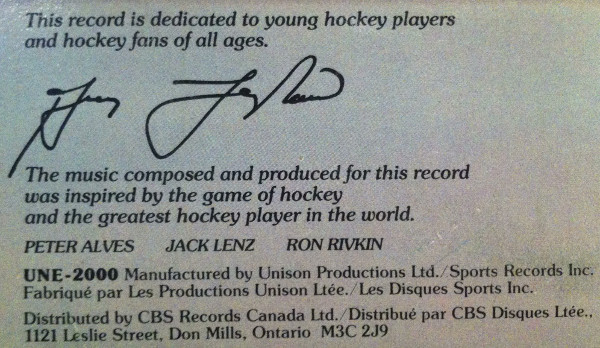 This record is dedicated to young hockey players
and hockey fans of all ages.
The music composed and produced for this record
was inspired by the game of hockey
and the greatest hockey player in the world.
PETER ALVES JACK LENZ RON RIVKIN
UNE-2000 Manufactured by Unison Productions Ltd./Sports Records Inc.
Fabriqué par Les Productions Unison Ltée./Les Disques Sports Inc.
Distributed by CBS Records Canada Ltd./Distribué par CBS Disques Ltée.,
1121 Leslie Street, Don Mills, Ontario M3C 2J9